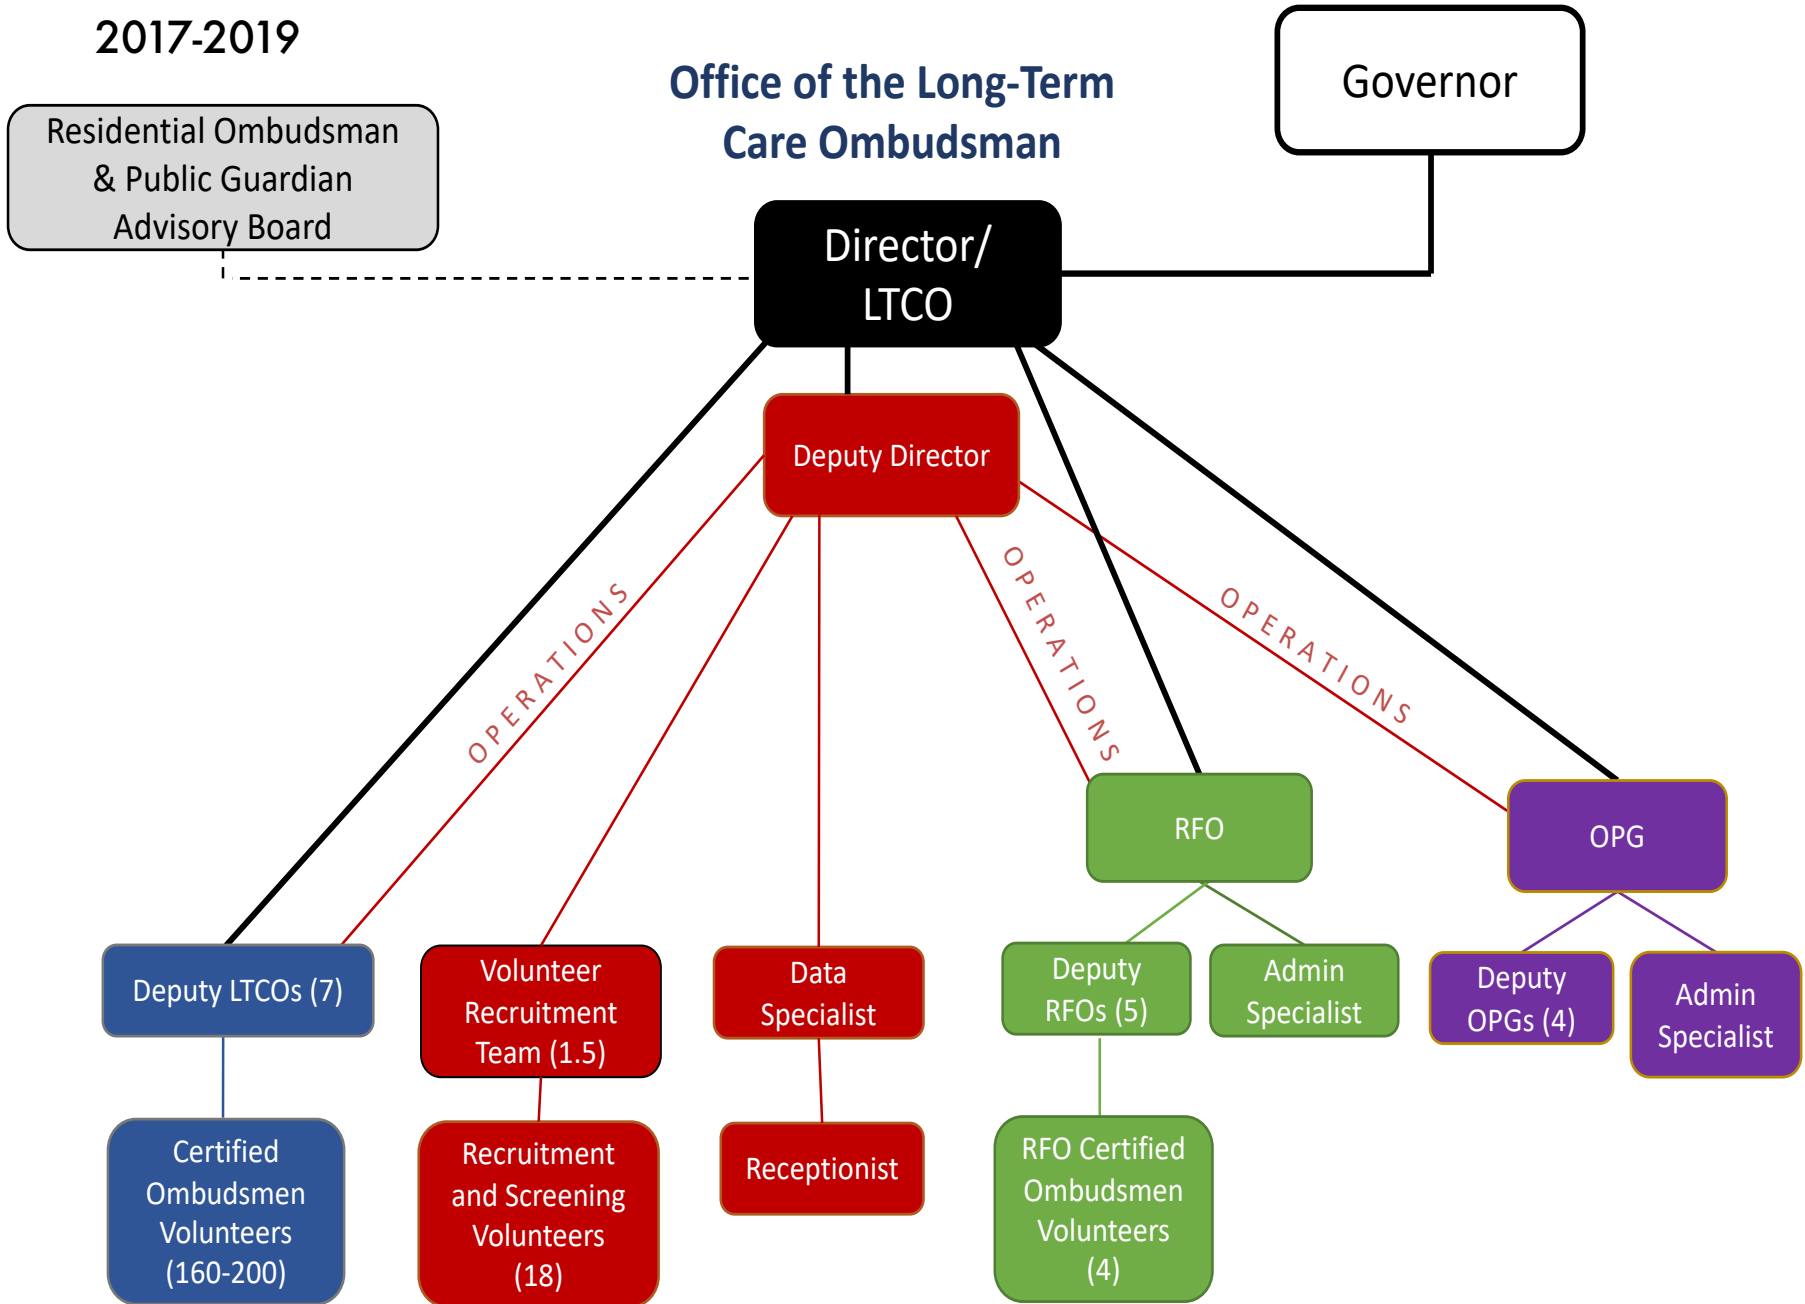 2017-2019
Office of the Long-Term
Care Ombudsman
Governor
Residential Ombudsman
& Public Guardian
Advisory Board
Director/
LTCO
Deputy Director
OPERATIONS
OPERATIONS
OPERATIONS
RFO
OPG
Deputy LTCOs (7)
Volunteer
Recruitment
Team (1.5)
Data
Specialist
Deputy
RFOs (5)
Admin
Specialist
Deputy
OPGs (4)
Admin
Specialist
Certified
Ombudsmen
Volunteers
(160-200)
Recruitment
and Screening
Volunteers
(18)
Receptionist
RFO Certified
Ombudsmen
Volunteers
(4)